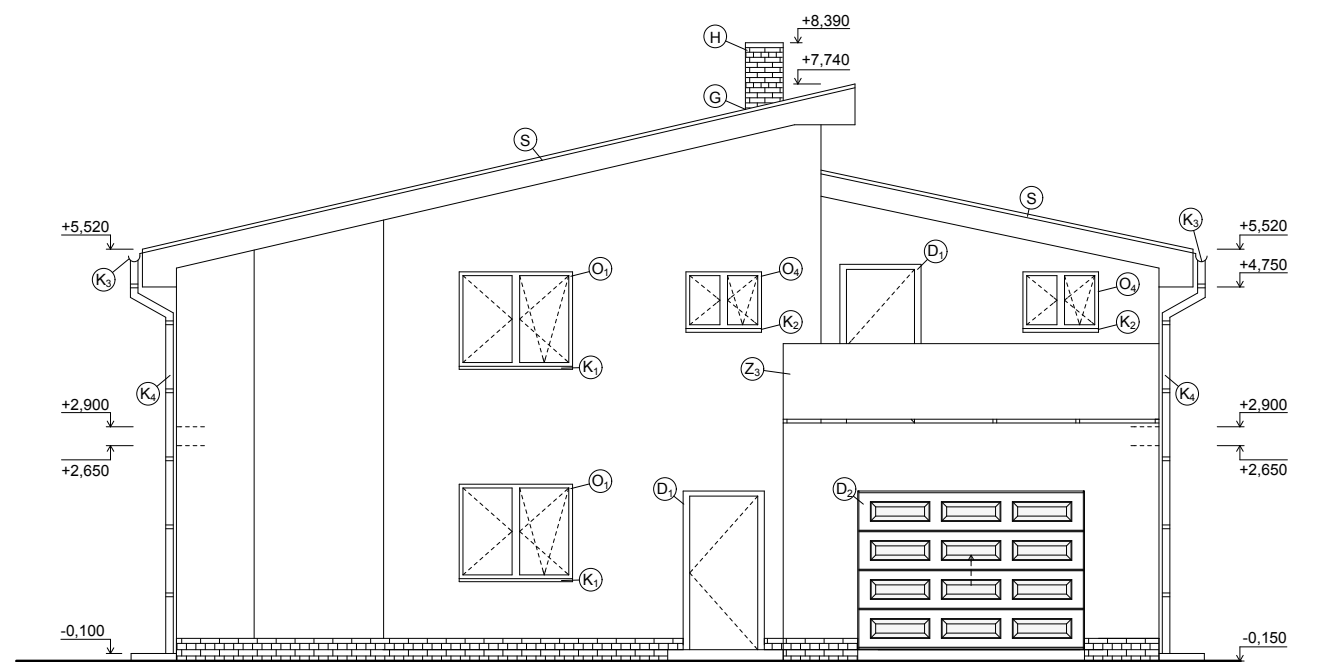 +8,390
H
+7,740
G
S
S
+5,520
K3
K3
+5,520
D1
O1
O4
O4
+4,750
K2
K2
K1
Z3
K4
K4
+2,900
+2,900
+2,650
+2,650
O1
D1
D2
K1
-0,100
-0,150